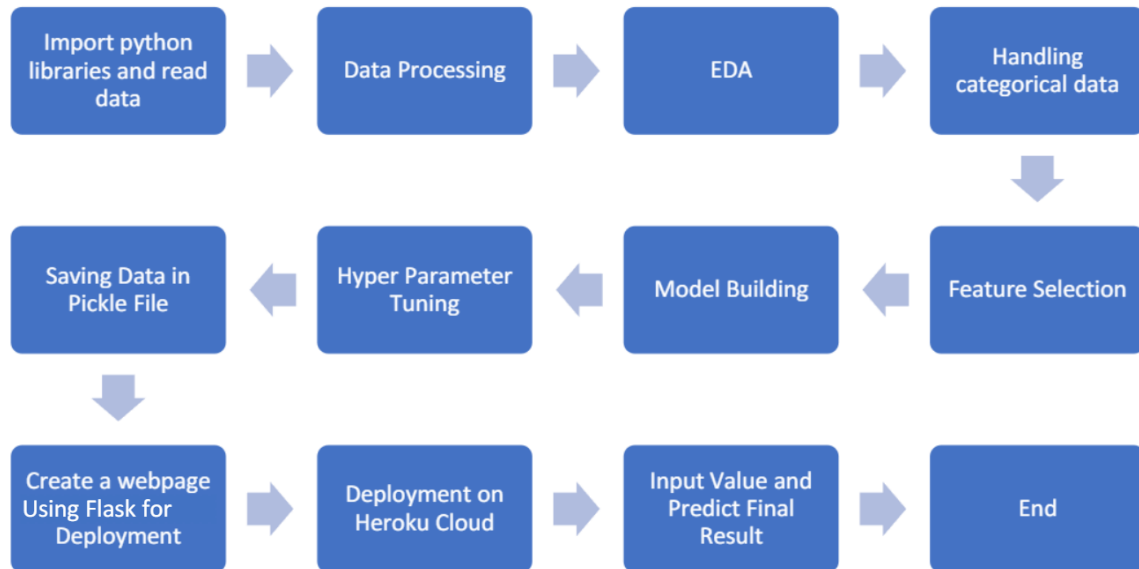 Import python
libraries and read
data
Data Processing
EDA
Handling
categorical data
Feature Selection
Model Building
Hyper Parameter
Tuning
Saving Data in
Pickle File
Create a webpage
Using Flask for
Deployment
Deployment on
Heroku Cloud
Input Value and
Predict Final
Result
End